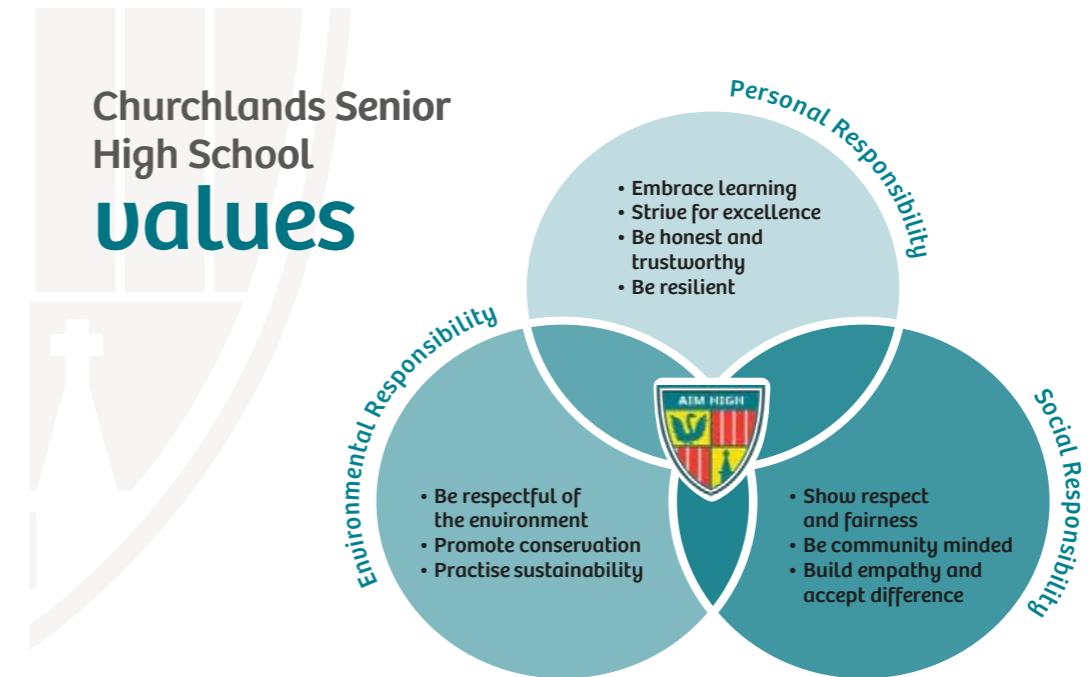 Churchlands Senior
High School
values
Personal Responsibility
• Embrace learning
• Strive for excellence
• Be honest and
trustworthy
• Be resilient
Environmental Responsibility
• Be respectful of
the environment
• Promote conservation
• Practise sustainability
AIM HIGH
Social Responsibility
• Show respect
and fairness
• Be community minded
• Build empathy and
accept difference